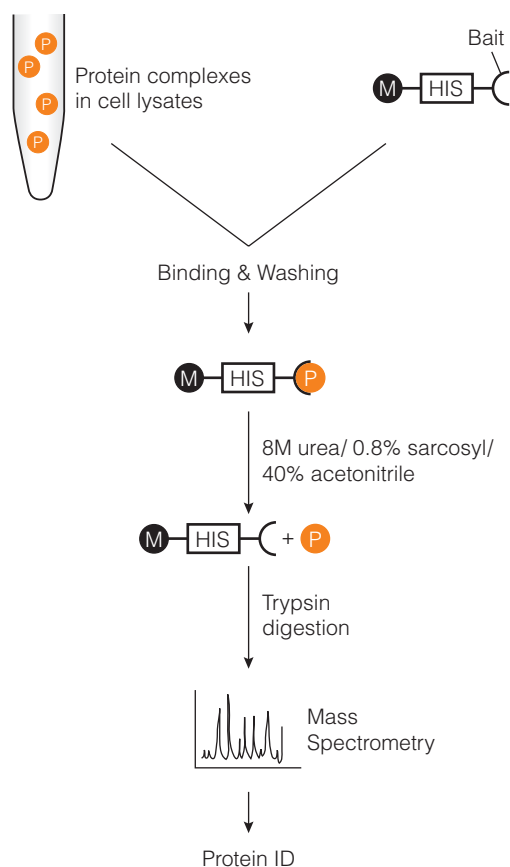 P
P
P
P
Protein complexes
in cell lysates
Bait
M
HIS
Binding & Washing
M
HIS
P
8M urea/ 0.8% sarcosyl/
40% acetonitrile
M
HIS
+
P
Trypsin
digestion
Mass
Spectrometry
Protein ID